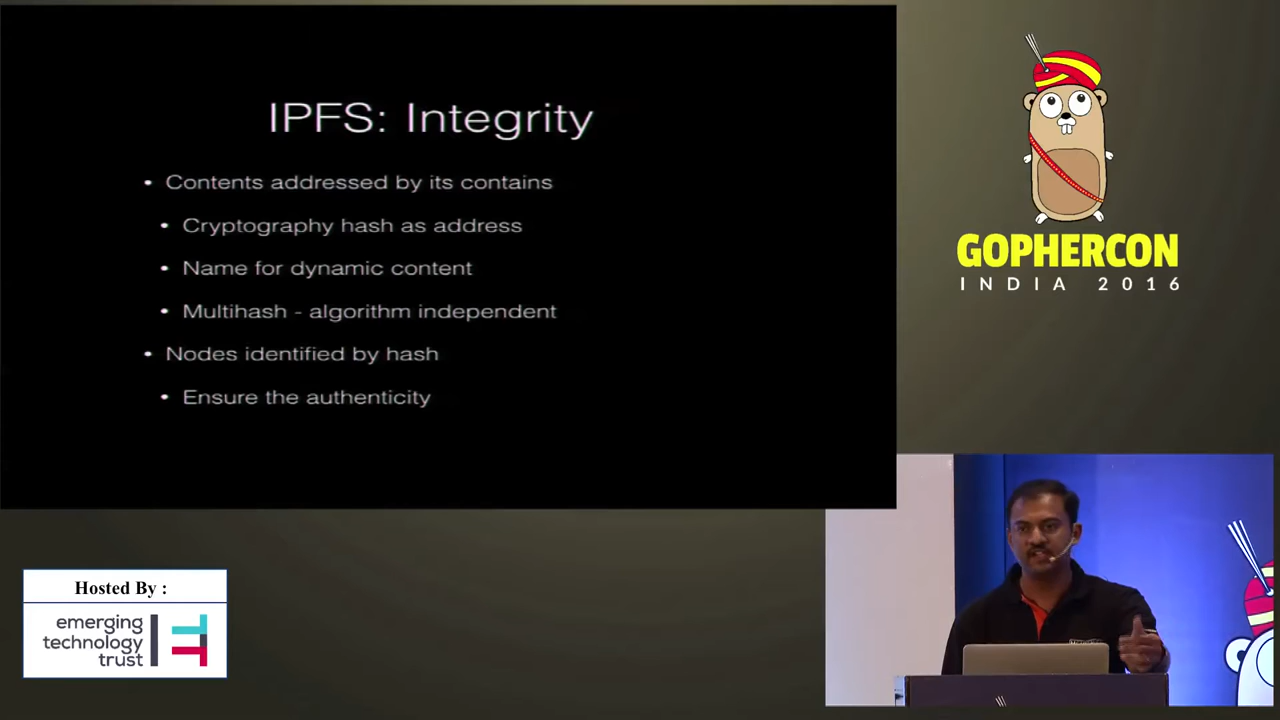 IPFS: Integrity
• Contents addressed by its contains
• Cryptography hash as address
• Name for dynamic content
• Multihash - algorithm independent
• Nodes identified by hash
• Ensure the authenticity
GOPHERCON
INDIA 2016
Hosted By :
emerging
technology
trust